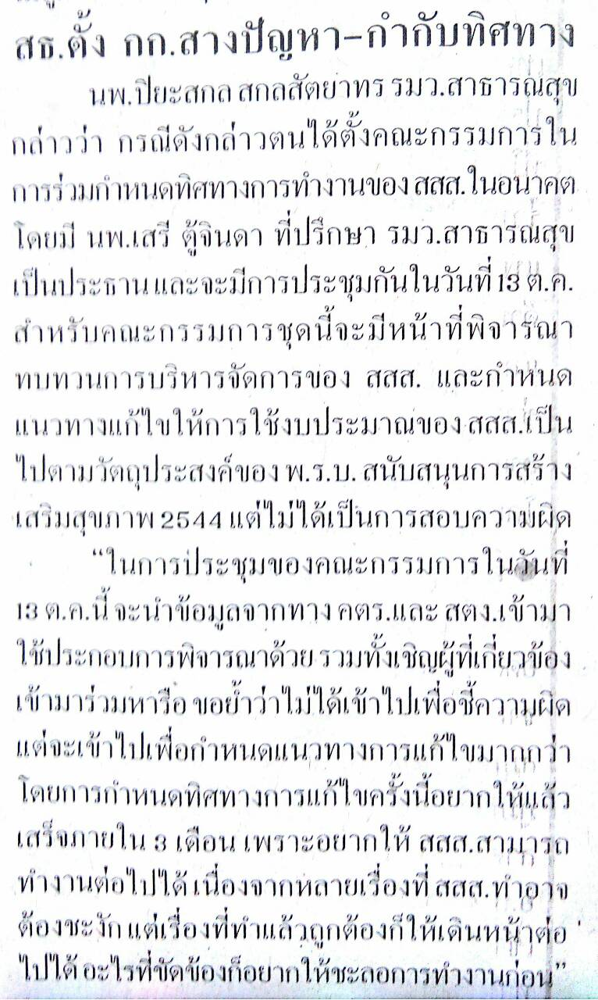 สธ.ตั้ง กก.สางปัญหา-กำกับทิศทาง
นพ.ปิยะสกล สกลสัตยาทร รมว.สาธารณสุข
กล่าวว่า กรณีดังกล่าวตนได้ตั้งคณะกรรมการใน
การร่วมกำหนดทิศทางการทำงานของ สสส.ในอนาคต
โดยมี นพ.เสรี ตู้จินดา ที่ปรึกษา รมว.สาธารณสุข
เป็นประธาน และจะมีการประชุมกันในวันที่ 13 ต.ค.
สำหรับคณะกรรมการชุดนี้จะมีหน้าที่พิจารณา
ทบทวนการบริหารจัดการของ สสส. และกำหนด
แนวทางแก้ไขให้การใช้งบประมาณของ สสส.เป็น
ไปตามวัตถุประสงค์ของ พ.ร.บ. สนับสนุนการสร้าง
เสริมสุขภาพ 2544 แต่ไม่ได้เป็นการสอบความผิด
“ในการประชุมของคณะกรรมการในวันที่
13 ต.ค.นี้ จะนำข้อมูลจากทาง คตร.และ สตง.เข้ามา
ใช้ประกอบการพิจารณาด้วย รวมทั้งเชิญผู้ที่เกี่ยวข้อง
เข้ามาร่วมหารือ ขอย้ำว่าไม่ได้เข้าไปเพื่อชี้ความผิด
แต่จะเข้าไปเพื่อกำหนดแนวทางการแก้ไขมากกว่า
โดยการกำหนดทิศทางการแก้ไขครั้งนี้อยากให้แล้ว
เสร็จภายใน 3 เดือน เพราะอยากให้ สสส.สามารถ
ทำงานต่อไปได้ เนื่องจากหลายเรื่องที่ สสส.ทำอาจ
ต้องชะงัก แต่เรื่องที่ทำแล้วถูกต้องก็ให้เดินหน้าต่อ
ไปได้ อะไรที่ขัดข้องก็อยากให้ชะลอการทำงานก่อน”